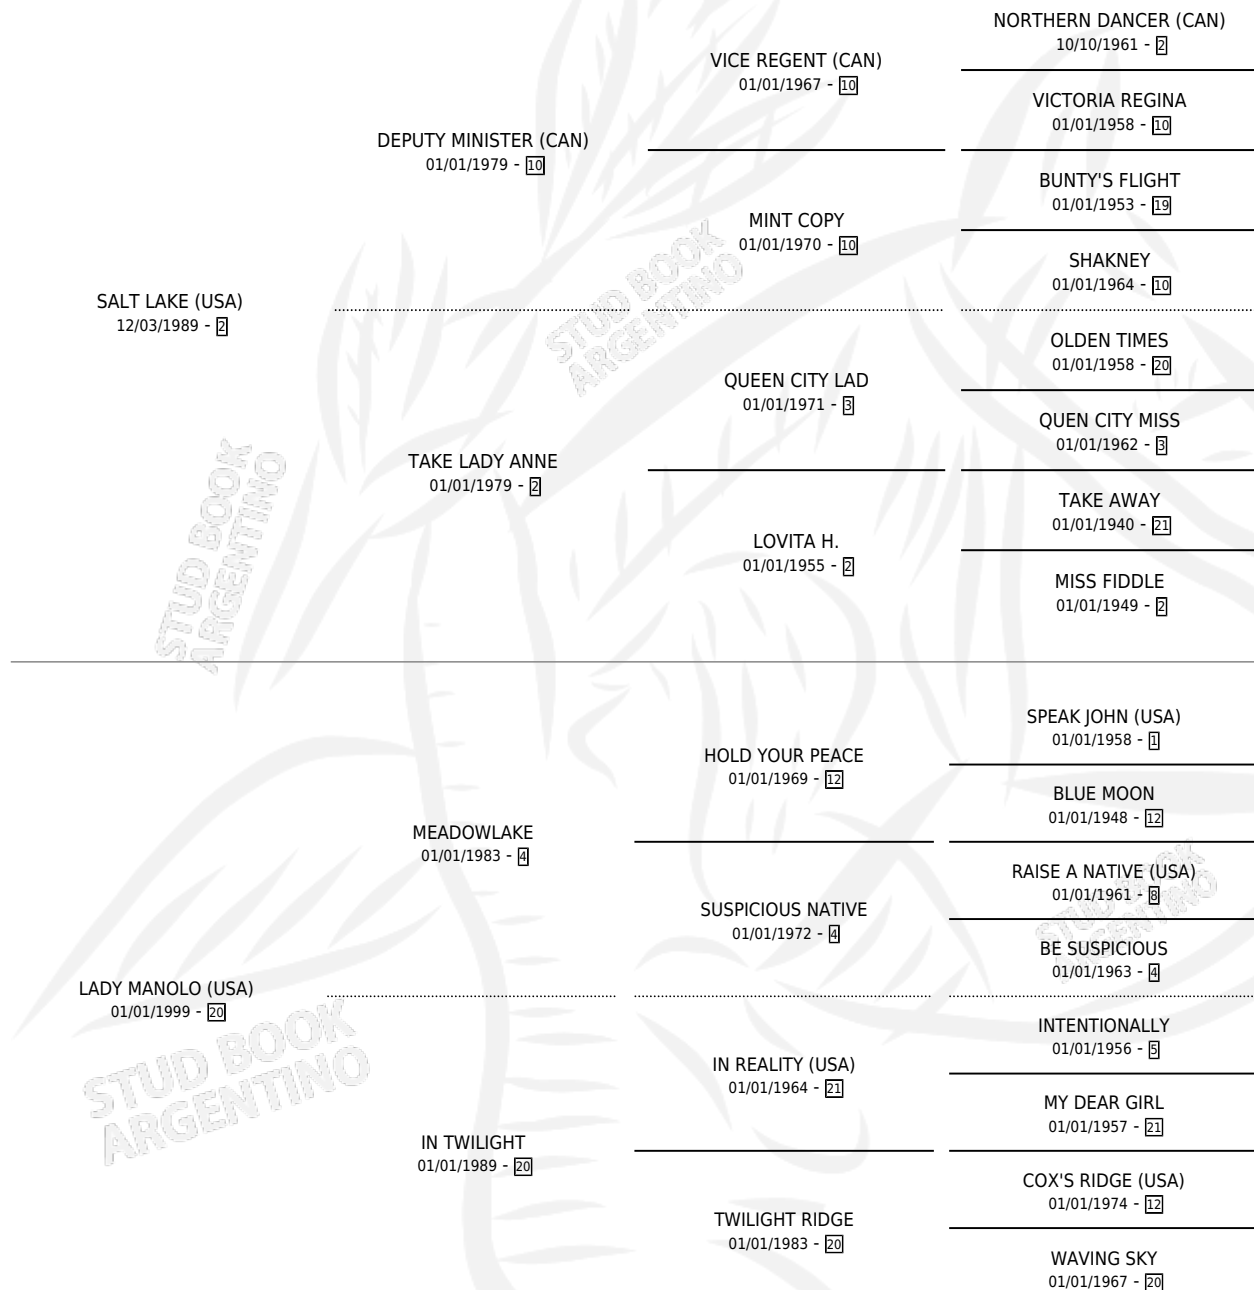 NORTHERN DANCER (CAN)
10/10/1961 - 2
VICE REGENT (CAN)
01/01/1967 - 10
VICTORIA REGINA
01/01/1958 - 10
DEPUTY MINISTER (CAN)
01/01/1979 - 10
BUNTY'S FLIGHT
01/01/1953 - 19
MINT COPY
01/01/1970 - 10
SHAKNEY
01/01/1964 - 10
SALT LAKE (USA)
12/03/1989 - 2
OLDEN TIMES
01/01/1958 - 20
QUEEN CITY LAD
01/01/1971 - 3
QUEN CITY MISS
01/01/1962 - 3
TAKE LADY ANNE
01/01/1979 - 2
TAKE AWAY
01/01/1940 - 21
LOVITA H.
01/01/1955 - 2
MISS FIDDLE
01/01/1949 - 2
SPEAK JOHN (USA)
01/01/1958 - 1
HOLD YOUR PEACE
01/01/1969 - 12
BLUE MOON
01/01/1948 - 12
MEADOWLAKE
01/01/1983 - 4
RAISE A NATIVE (USA)
01/01/1961 - 8
SUSPICIOUS NATIVE
01/01/1972 - 4
BE SUSPICIOUS
01/01/1963 - 4
LADY MANOLO (USA)
01/01/1999 - 20
INTENTIONALLY
01/01/1956 - 5
IN REALITY (USA)
01/01/1964 - 21
MY DEAR GIRL
01/01/1957 - 21
IN TWILIGHT
01/01/1989 - 20
COX'S RIDGE (USA)
01/01/1974 - 12
TWILIGHT RIDGE
01/01/1983 - 20
WAVING SKY
01/01/1967 - 20
STUD BOOK
ARGENTINO
STUD BOOK
ARGENTINO
STUD BOOK
ARGENTINO
STUD BOOK
ARGENTINO